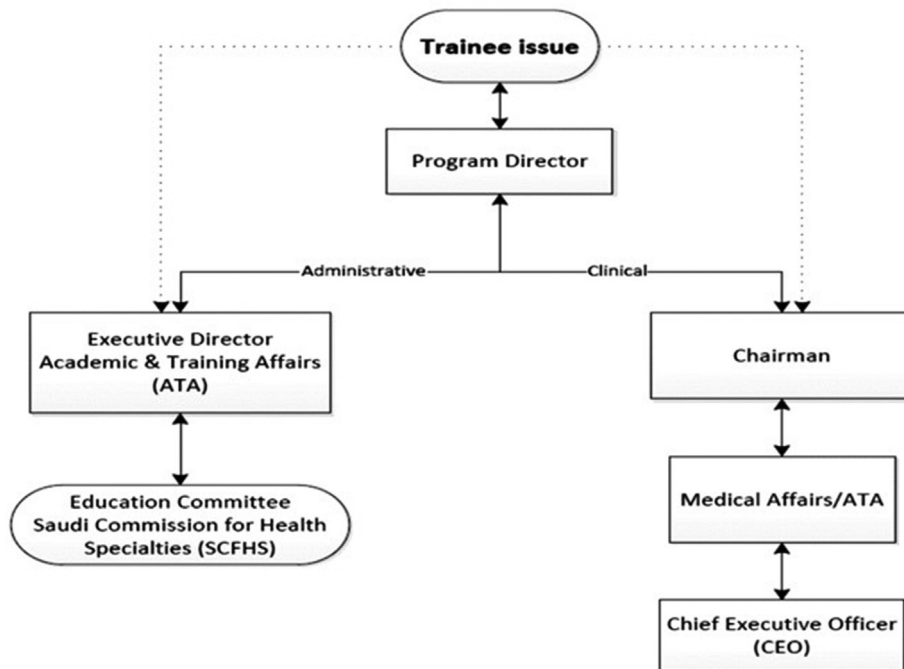 Trainee issue
Program Director
Administrative
Clinical
Executive Director
Academic & Training Affairs
(ATA)
Chairman
Education Committee
Saudi Commission for Health
Specialties (SCFHS)
Medical Affairs/ATA
Chief Executive Officer
(CEO)